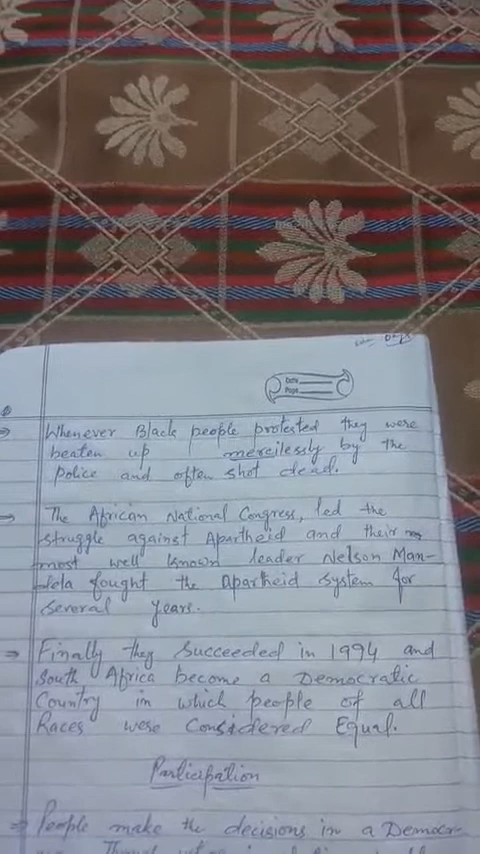 Date
Page
⇒ Whenever Black people protested they were
beaten up mercilessly by the
police and often shot dead.
⇒ The African National Congress, led the
struggle against Apartheid and their
most well known leader Nelson Man-
dela fought the apartheid system for
several years.
⇒ Finally they Succeeded in 1994 and
South Africa become a Democratic
Country in which people of all
Races were Considered Equal.
Participation
⇒ People make the decisions in a Democr-